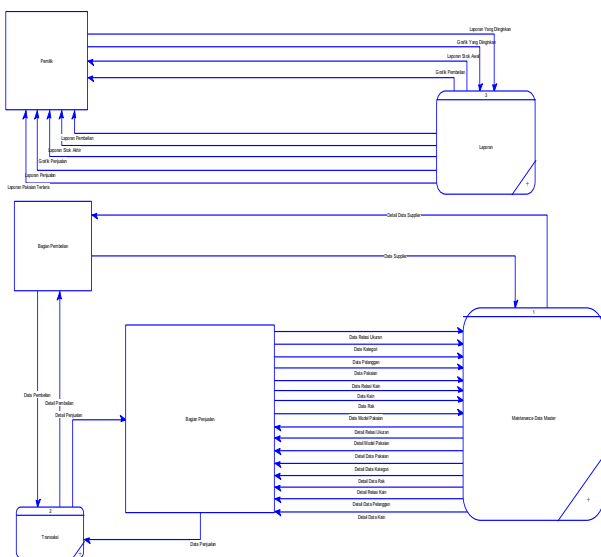 Laporan Yang Diinginkan
Grafik Yang Diinginkan
Laporan Stok Awal
Grafik Pembelian
Pemilik
3
Laporan
+
Laporan Pembelian
Laporan Stok Akhir
Grafik Penjualan
Laporan Penjualan
Laporan Pakaian Terlaris
Detail Data Supplier
Bagian Pembelian
Data Supplier
1
Data Relasi Ukuran
Data Kategori
Data Pelanggan
Data Pakaian
Data Relasi Kain
Data Kain
Data Rak
Data Model Pakaian
Data Pembelian
Detail Pembelian
Detail Penjualan
Bagian Penjualan
Maintenance Data Master
Detail Relasi Ukuran
Detail Model Pakaian
Detail Data Pakaian
Detail Data Kategori
Detail Data Rak
Detail Relasi Kain
Detail Data Pelanggan
Detail Data Kain
+
2
Transaksi
+
Data Penjualan